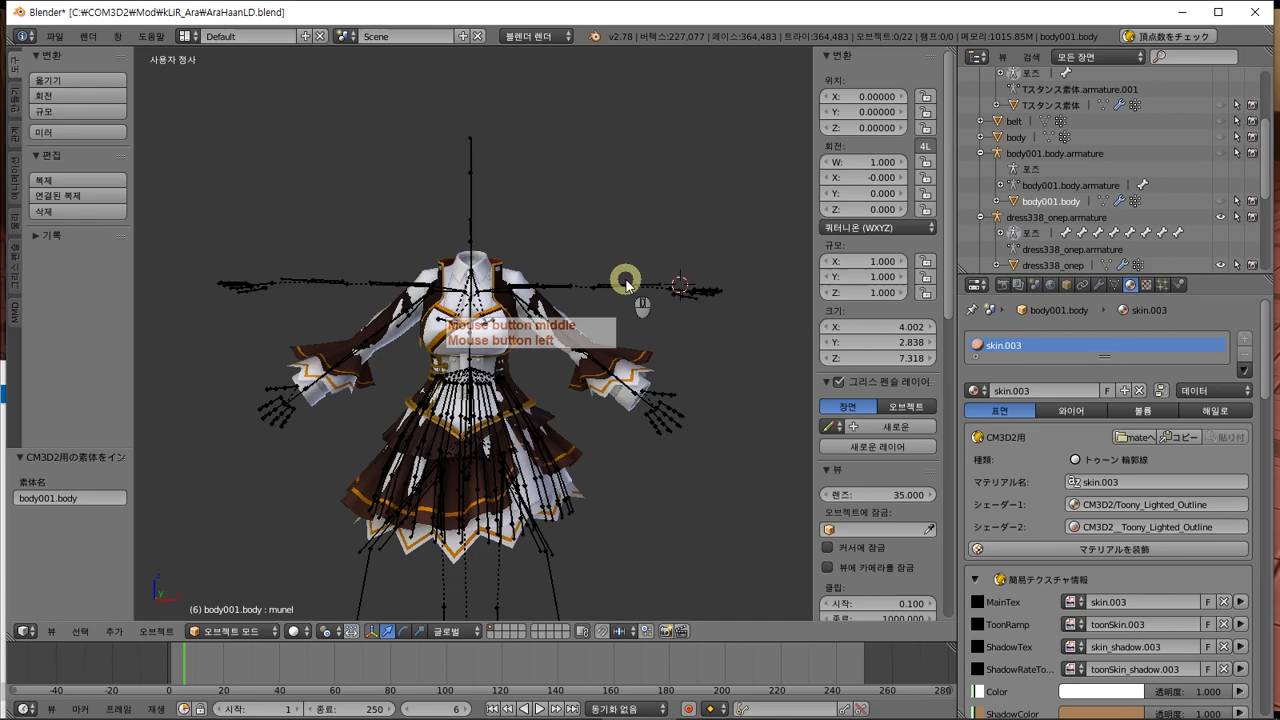 Blender* [C:₩COM3D2₩Mod₩kLiR_Ara₩AraHaanLD.blend]
파일 렌더 창 도움말 Default Scene 블렌더 렌더 v2.78 | 버텍스:227,077 | 페이스:364,483 | 트라이:364,483 | 오브젝트:0/22 | 램프:0/0 | 메모리:1015.85M | body001.body 頂点数をチェック
변환
옮기기
회전
규모
미러
편집
복제
연결된 복제
삭제
기록
CM3D2用の素体をイン
素体名
body001.body
사용자 정사
Mouse button middle
Mouse button left
(6) body001.body : munel
변환
위치:
X: 0.00000
Y: 0.00000
Z: 0.00000
회전: 4L
W: 1.000
X: -0.000
Y: 0.000
Z: 0.000
쿼터니온 (WXYZ)
규모:
X: 1.000
Y: 1.000
Z: 1.000
크기:
X: 4.002
Y: 2.838
Z: 7.318
그리스 펜슬 레이어
장면 오브젝트
새로운
새로운 레이어
뷰
렌즈: 35.000
오브젝트에 잠금:
커서에 잠금
뷰에 카메라를 잠금
클립:
시작: 0.100
종료: 1000.000
뷰 검색 모든 장면
포즈
Tスタンス素体.armature.001
Tスタンス素体
belt
body
body001.body.armature
포즈
body001.body.armature
body001.body
dress338_onep.armature
포즈
dress338_onep.armature
dress338_onep
body001.body skin.003
skin.003
skin.003 F 데이터
표면 와이어 볼륨 해일로
CM3D2用 mateへ コピー 貼り付
種類: トゥーン 輪郭線
マテリアル名: skin.003
シェーダー1: CM3D2/Toony_Lighted_Outline
シェーダー2: CM3D2__Toony_Lighted_Outline
マテリアルを装飾
簡易テクスチャ情報
MainTex skin.003 F
ToonRamp toonSkin.003 F
ShadowTex skin_shadow.003 F
ShadowRateTo... toonSkin_shadow.003 F
Color 透明度: 1.000
ShadowColor 透明度: 1.000
뷰 선택 추가 오브젝트 오브젝트 모드 글로벌
-40 -20 0 20 40 60 80 100 120 140 160 180 200 220 240 260 280
뷰 마커 프레임 재생 시작: 1 종료: 250 6 동기화 없음